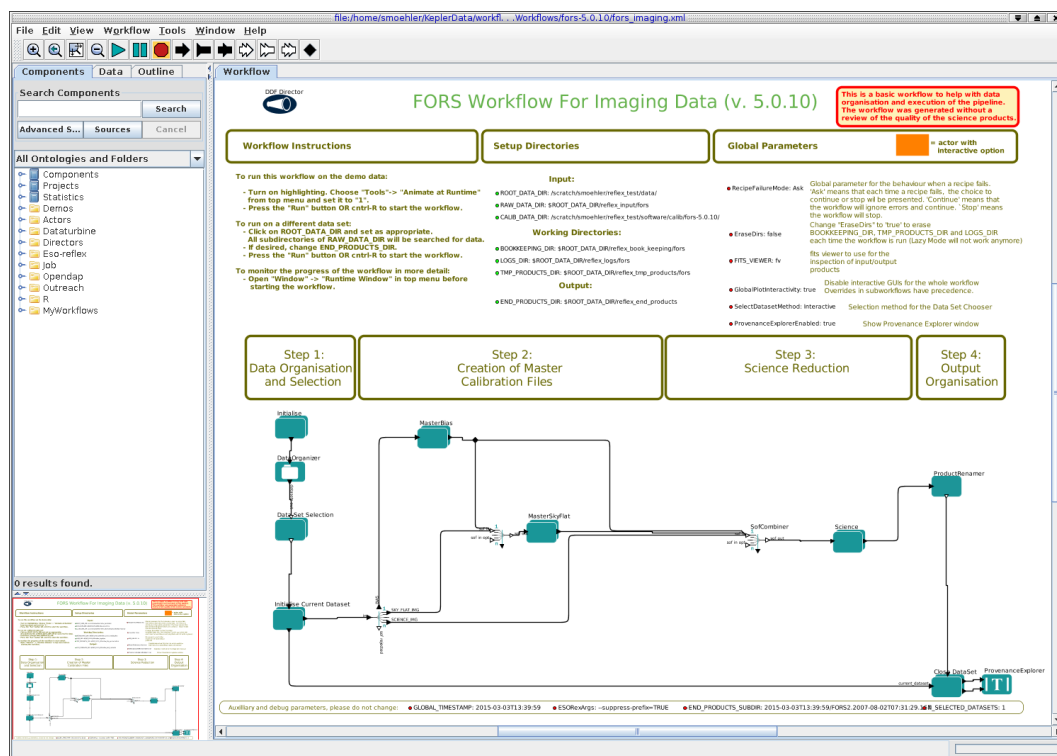 file:/home/smoehler/KeplerData/workfl. . .Workflows/fors-5.0.10/fors_imaging.xml
File Edit View Workflow Tools Window Help
Components Data Outline
Search Components
Search
Advanced S... Sources Cancel
All Ontologies and Folders
Components
Projects
Statistics
Demos
Actors
Dataturbine
Directors
Eso-reflex
Job
Opendap
Outreach
R
MyWorkflows
0 results found.
Workflow
DDF Director
FORS Workflow For Imaging Data (v. 5.0.10)
This is a basic workflow to help with data
organisation and execution of the pipeline.
The workflow was generated without a
review of the quality of the science products.
Workflow Instructions
Setup Directories
Global Parameters
= actor with
interactive option
To run this workflow on the demo data:
- Turn on highlighting. Choose "Tools"-> "Animate at Runtime"
from top menu and set it to "1".
- Press the "Run" button OR cntrl-R to start the workflow.
To run on a different data set:
- Click on ROOT_DATA_DIR and set as appropriate.
All subdirectories of RAW_DATA_DIR will be searched for data.
- If desired, change END_PRODUCTS_DIR.
- Press the "Run" button OR cntrl-R to start the workflow.
To monitor the progress of the workflow in more detail:
- Open "Window" -> "Runtime Window" in top menu before
starting the workflow.
Input:
ROOT_DATA_DIR: /scratch/smoehler/reflex_test/data/
RAW_DATA_DIR: $ROOT_DATA_DIR/reflex_input/fors
CALIB_DATA_DIR: /scratch/smoehler/reflex_test/software/calib/fors-5.0.10/
Working Directories:
BOOKKEEPING_DIR: $ROOT_DATA_DIR/reflex_book_keeping/fors
LOGS_DIR: $ROOT_DATA_DIR/reflex_logs/fors
TMP_PRODUCTS_DIR: $ROOT_DATA_DIR/reflex_tmp_products/fors
Output:
END_PRODUCTS_DIR: $ROOT_DATA_DIR/reflex_end_products
RecipeFailureMode: Ask
Global parameter for the behaviour when a recipe fails.
'Ask' means that each time a recipe fails, the choice to
continue or stop wil be presented. 'Continue' means that
the workflow will ignore errors and continue. `Stop' means
the workflow will stop.
EraseDirs: false
Change "EraseDirs" to 'true' to erase
BOOKKEEPING_DIR, TMP_PRODUCTS_DIR and LOGS_DIR
each time the workflow is run (Lazy Mode will not work anymore)
FITS_VIEWER: fv
fits viewer to use for the
inspection of input/output
products
GlobalPlotInteractivity: true
Disable interactive GUIs for the whole workflow
Overrides in subworkflows have precedence.
SelectDatasetMethod: Interactive
Selection method for the Data Set Chooser
ProvenanceExplorerEnabled: true
Show Provenance Explorer window
Step 1:
Data Organisation
and Selection
Step 2:
Creation of Master
Calibration Files
Step 3:
Science Reduction
Step 4:
Output
Organisation
Initialise
DataOrganizer
Data Set Selection
Initialise Current Dataset
MasterBias
MasterSkyFlat
SKY_FLAT_IMG
SCIENCE_IMG
SofCombiner
Science
ProductRenamer
current_dataset
Close DataSet
ProvenanceExplorer
T
Auxilliary and debug parameters, please do not change:
GLOBAL_TIMESTAMP: 2015-03-03T13:39:59
ESORexArgs: --suppress-prefix=TRUE
END_PRODUCTS_SUBDIR: 2015-03-03T13:39:59/FORS2.2007-08-02T07:31:29.
SELECTED_DATASETS: 1